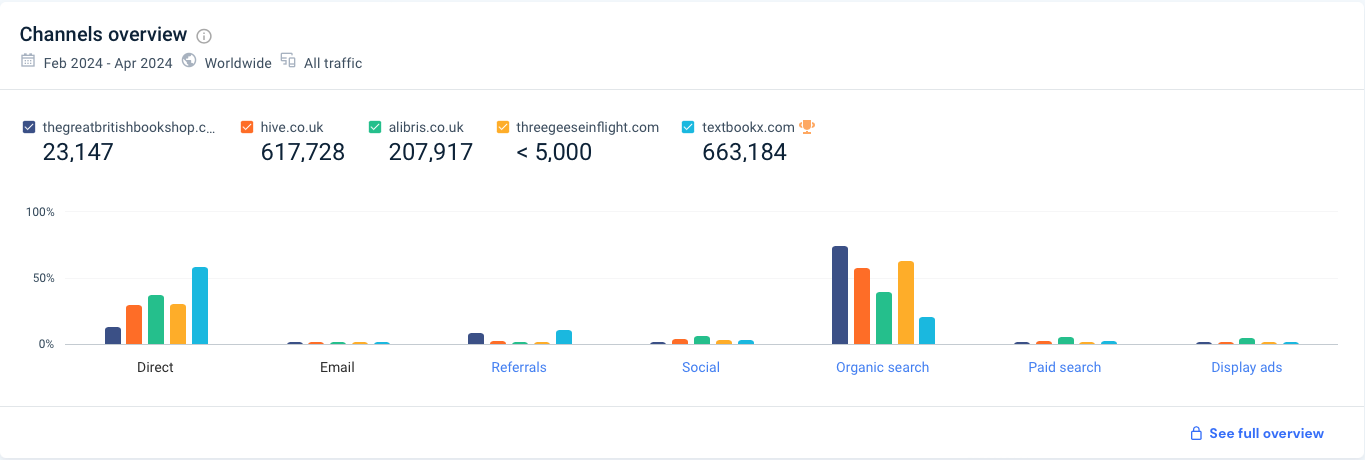 Channels overview
Feb 2024 - Apr 2024 Worldwide All traffic
thegreatbritishbookshop.c... hive.co.uk alibris.co.uk threegeeseinflight.com textbookx.com
23,147 617,728 207,917 < 5,000 663,184
100%
50%
0%
Direct Email Referrals Social Organic search Paid search Display ads
See full overview